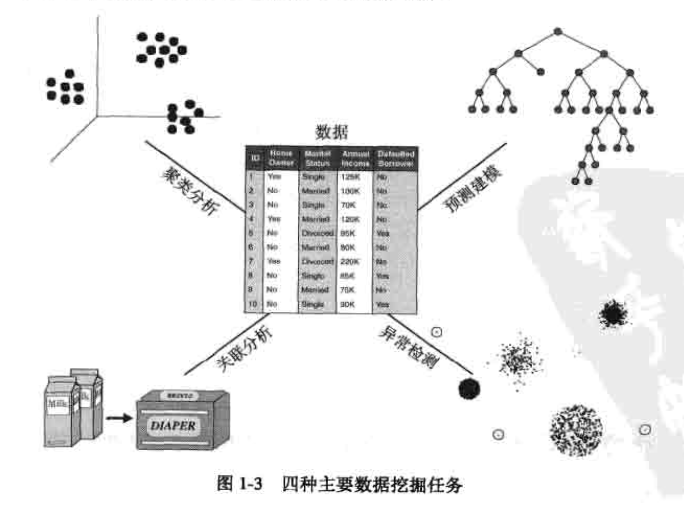 数据
ID Home Owner Marital Status Annual Income Defaulted Borrower
1 Yes Single 125K No
2 No Married 100K No
3 No Single 70K No
4 Yes Married 120K No
5 No Divorced 95K Yes
6 No Married 60K No
7 Yes Divorced 220K No
8 No Single 85K Yes
9 No Married 75K No
10 No Single 90K Yes
聚类分析
预测建模
关联分析
异常检测
Milk
DIAPER
图 1-3 四种主要数据挖掘任务